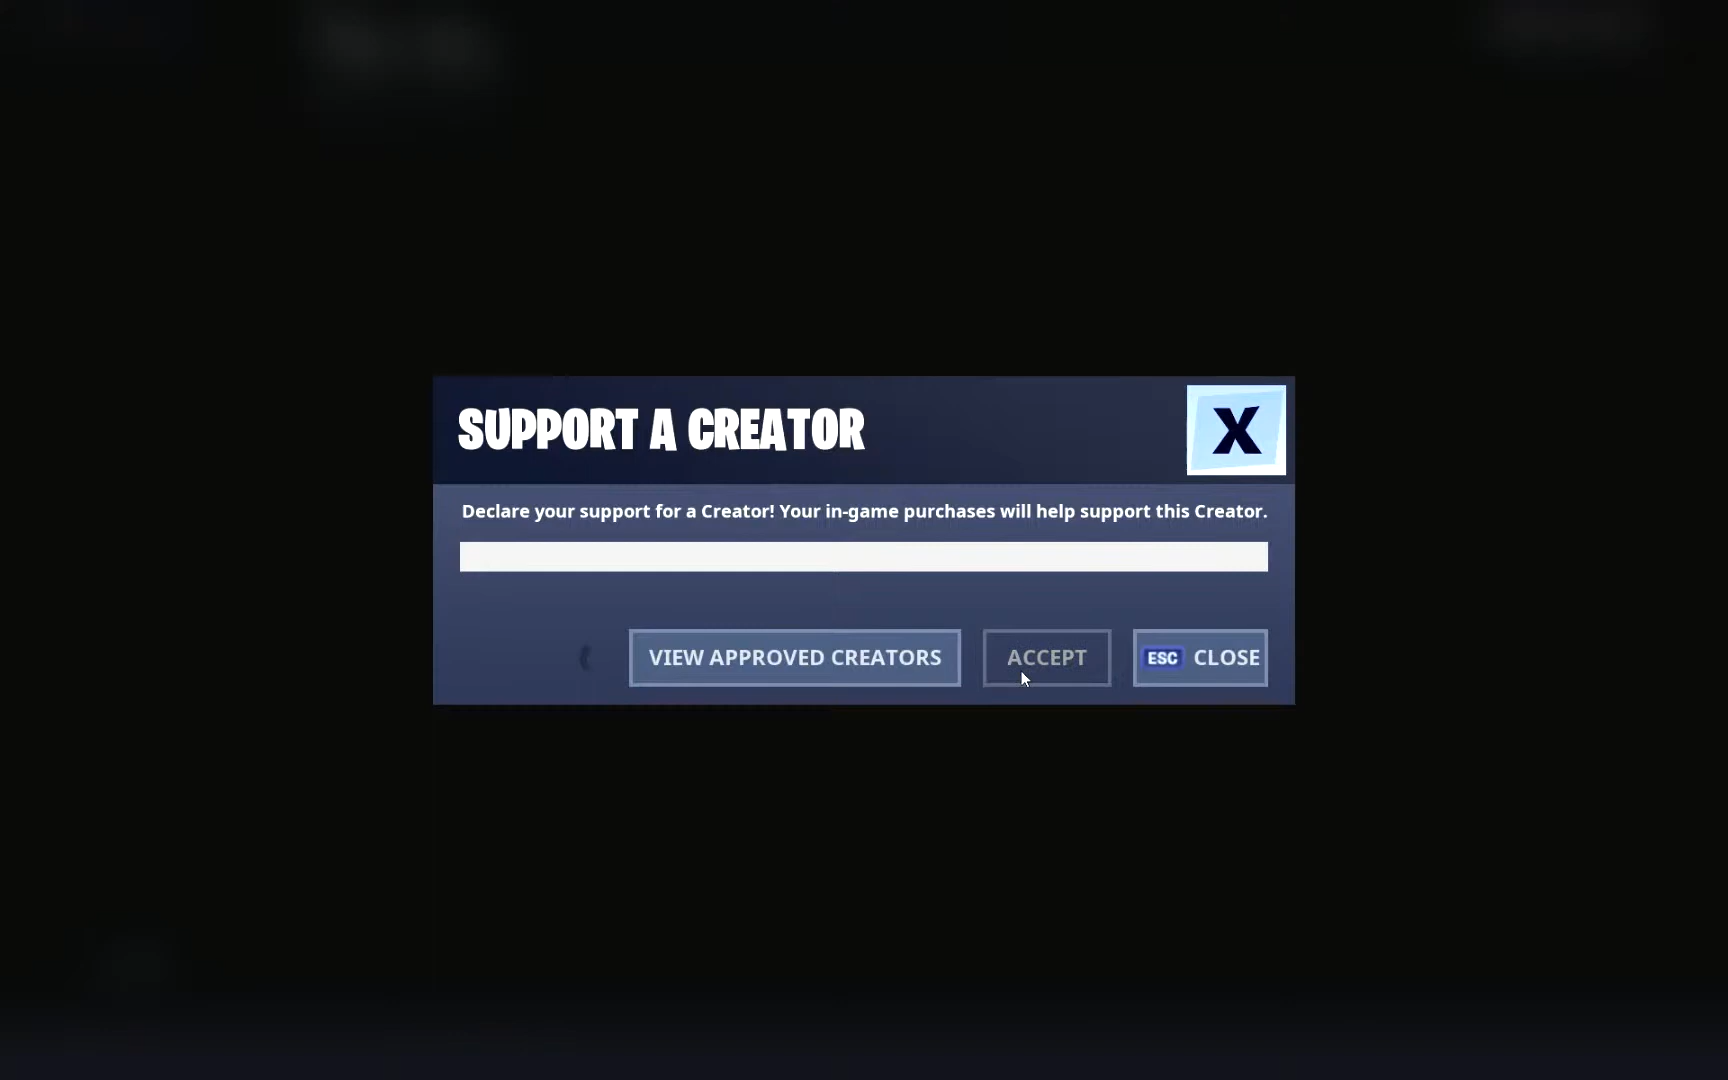 SUPPORT A CREATOR
X
Declare your support for a Creator! Your in-game purchases will help support this Creator.
VIEW APPROVED CREATORS
ACCEPT
ESC CLOSE